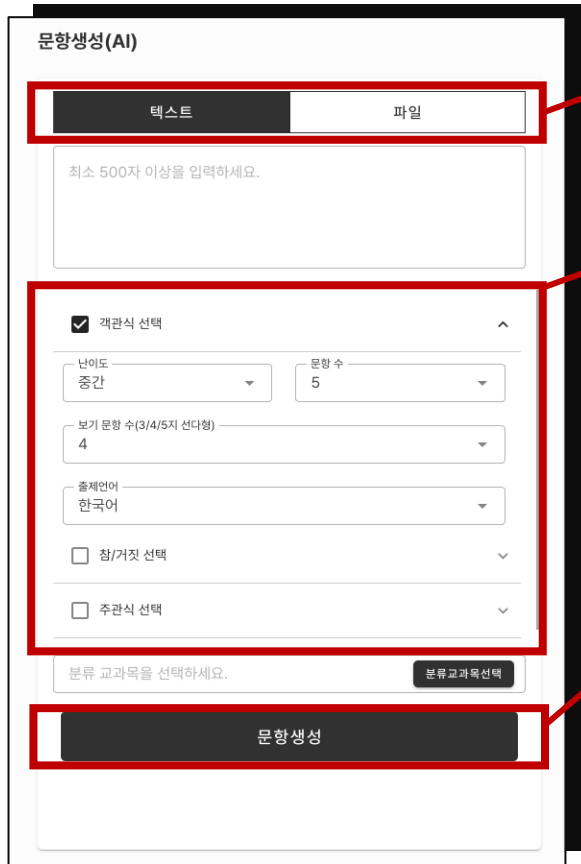 문항생성(AI)
텍스트 파일
최소 500자 이상을 입력하세요.
객관식 선택
난이도 문항 수
중간 5
보기 문항 수(3/4/5지 선다형)
4
출제언어
한국어
참/거짓 선택
주관식 선택
분류 교과목을 선택하세요. 분류교과목선택
문항생성